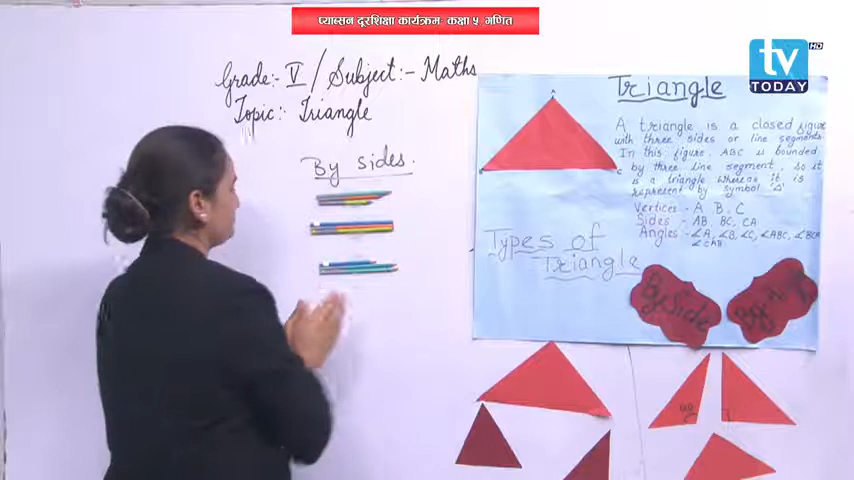 प्याब्सन दूरशिक्षा कार्यक्रम: कक्षा ५ गणित
tv HD
TODAY
Grade:- V / Subject:- Maths
Topic:- Triangle
By sides.
Triangle
A
B
C
A triangle is a closed figure
with three sides or line segments.
In this figure. ABC is bounded
by three line segment, so it
is a triangle whereas it is
represent by symbol 'Δ'
Vertices - A, B, C
Sides - AB, BC, CA
Angles - ∠A, ∠B, ∠C, ∠ABC, ∠BCA
∠CAB
Types of
Triangle
By Side
By